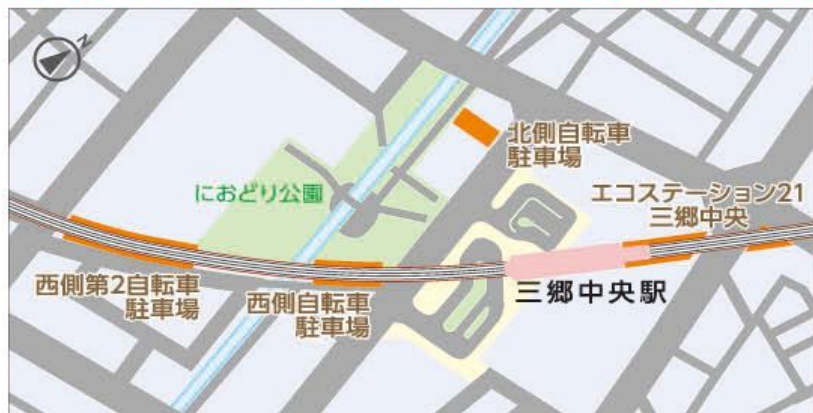 N
北側自転車
駐車場
エコステーション21
三郷中央
におどり公園
西側第2自転車
駐車場
西側自転車
駐車場
三郷中央駅